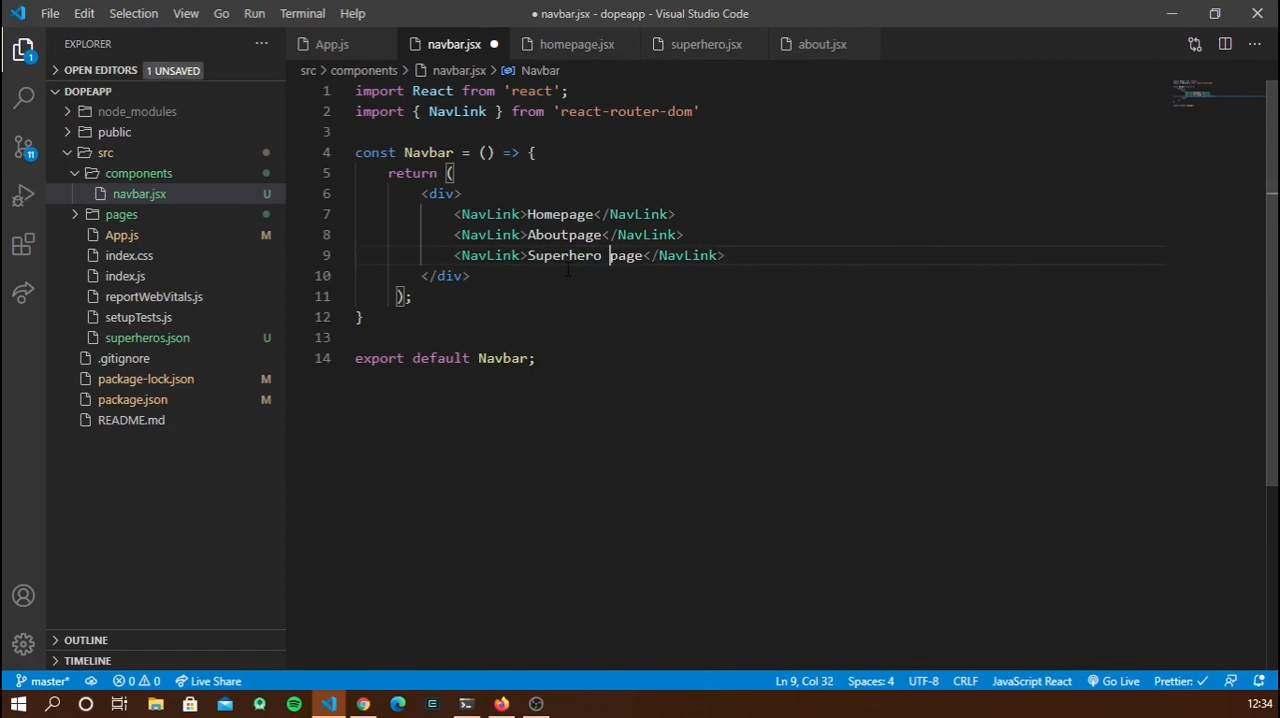 File Edit Selection View Go Run Terminal Help
● navbar.jsx - dopeapp - Visual Studio Code
EXPLORER
OPEN EDITORS 1 UNSAVED
DOPEAPP
node_modules
public
src
components
navbar.jsx U
pages
App.js M
index.css
index.js
reportWebVitals.js
setupTests.js
superheros.json U
.gitignore
package-lock.json M
package.json M
README.md
OUTLINE
TIMELINE
1
11
App.js navbar.jsx homepage.jsx superhero.jsx about.jsx
src > components > navbar.jsx > Navbar
1 import React from 'react';
2 import { NavLink } from 'react-router-dom'
3
4 const Navbar = () => {
5 return (
6 <div>
7 <NavLink>Homepage</NavLink>
8 <NavLink>Aboutpage</NavLink>
9 <NavLink>Superhero page</NavLink>
10 </div>
11 );
12 }
13
14 export default Navbar;
master* 0 0 Live Share
Ln 9, Col 32 Spaces: 4 UTF-8 CRLF JavaScript React Go Live Prettier: ✓
12:34